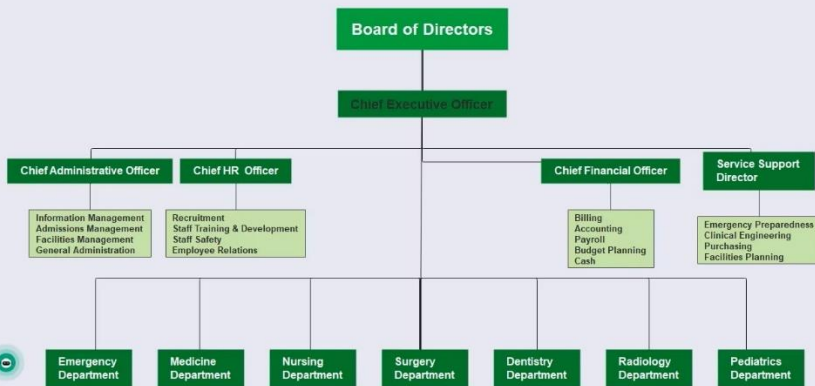 Board of Directors
Chief Executive Officer
Chief Administrative Officer
Chief HR Officer
Chief Financial Officer
Service Support
Director
Information Management
Admissions Management
Facilities Management
General Administration
Recruitment
Staff Training & Development
Staff Safety
Employee Relations
Billing
Accounting
Payroll
Budget Planning
Cash
Emergency Preparedness
Clinical Engineering
Purchasing
Facilities Planning
Emergency
Department
Medicine
Department
Nursing
Department
Surgery
Department
Dentistry
Department
Radiology
Department
Pediatrics
Department